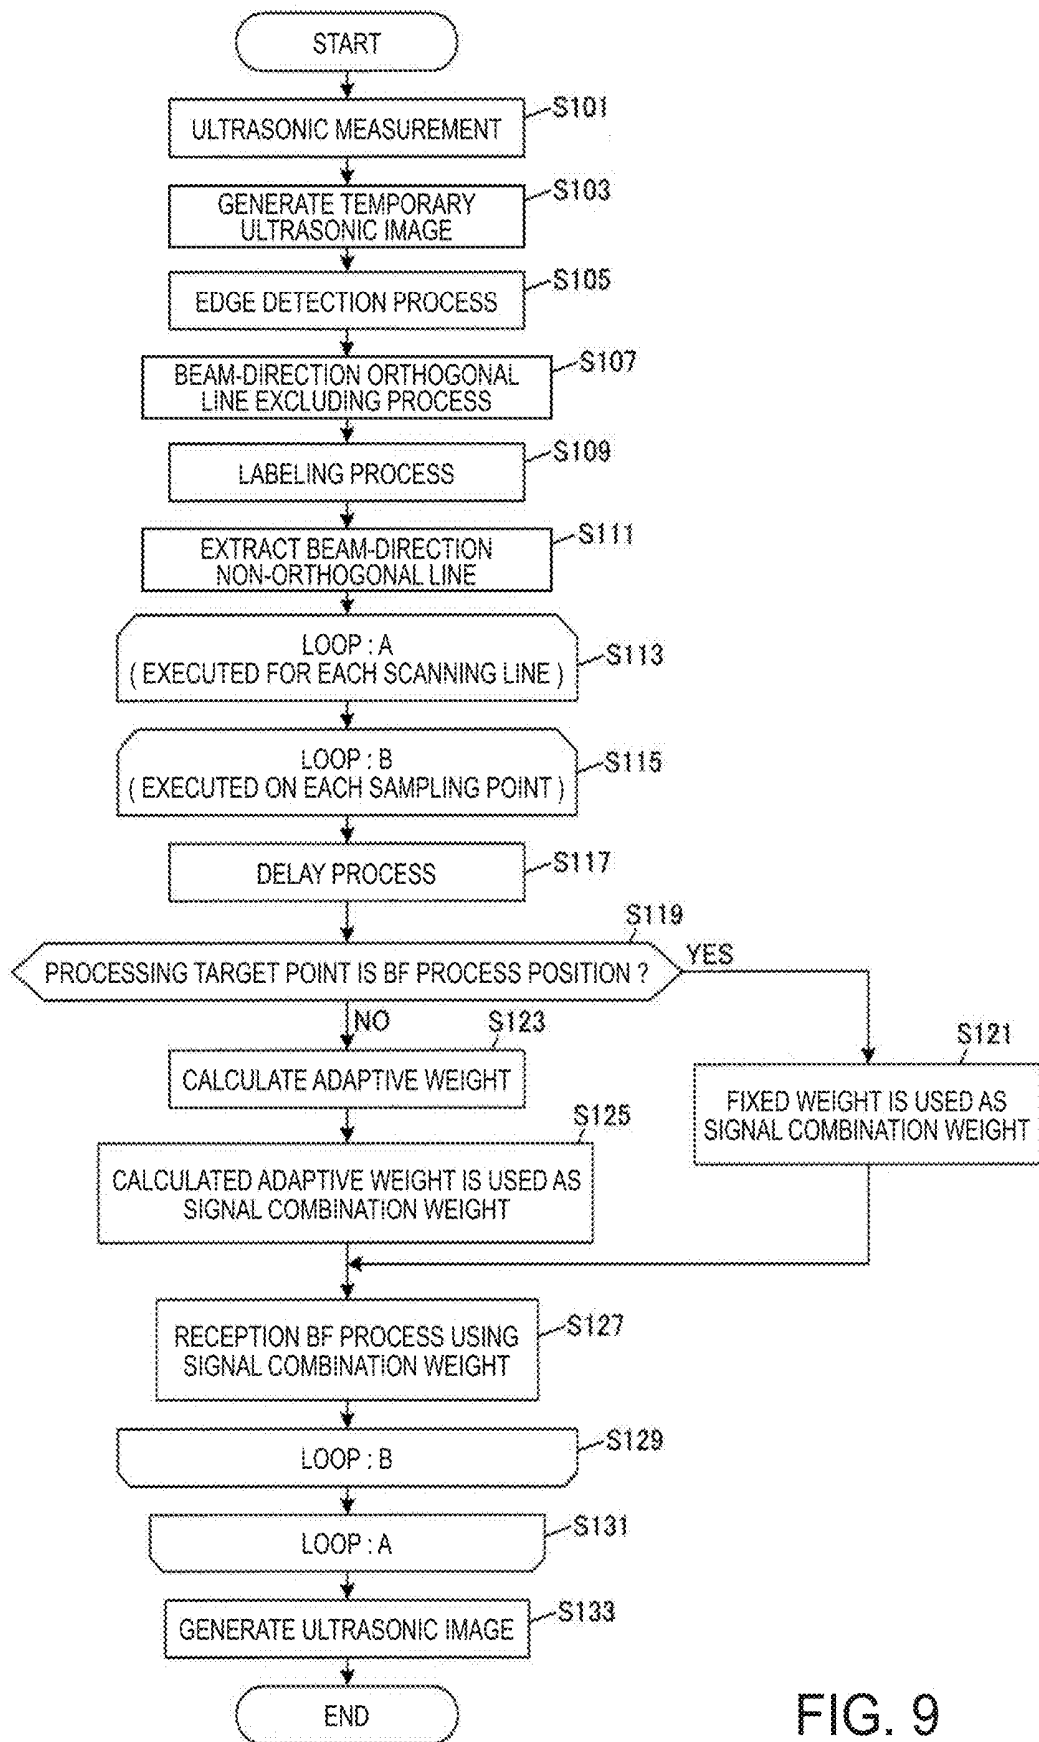 START
S101
ULTRASONIC MEASUREMENT
S103
GENERATE TEMPORARY
ULTRASONIC IMAGE
S105
EDGE DETECTION PROCESS
S107
BEAM-DIRECTION ORTHOGONAL
LINE EXCLUDING PROCESS
S109
LABELING PROCESS
S111
EXTRACT BEAM-DIRECTION
NON-ORTHOGONAL LINE
LOOP : A
( EXECUTED FOR EACH SCANNING LINE )
S113
LOOP : B
( EXECUTED ON EACH SAMPLING POINT )
S115
DELAY PROCESS
S117
S119
PROCESSING TARGET POINT IS BF PROCESS POSITION ?
YES
NO
S123
CALCULATE ADAPTIVE WEIGHT
S121
FIXED WEIGHT IS USED AS
SIGNAL COMBINATION WEIGHT
S125
CALCULATED ADAPTIVE WEIGHT IS USED AS
SIGNAL COMBINATION WEIGHT
RECEPTION BF PROCESS USING
SIGNAL COMBINATION WEIGHT
S127
LOOP : B
S129
LOOP : A
S131
GENERATE ULTRASONIC IMAGE
S133
END
FIG. 9